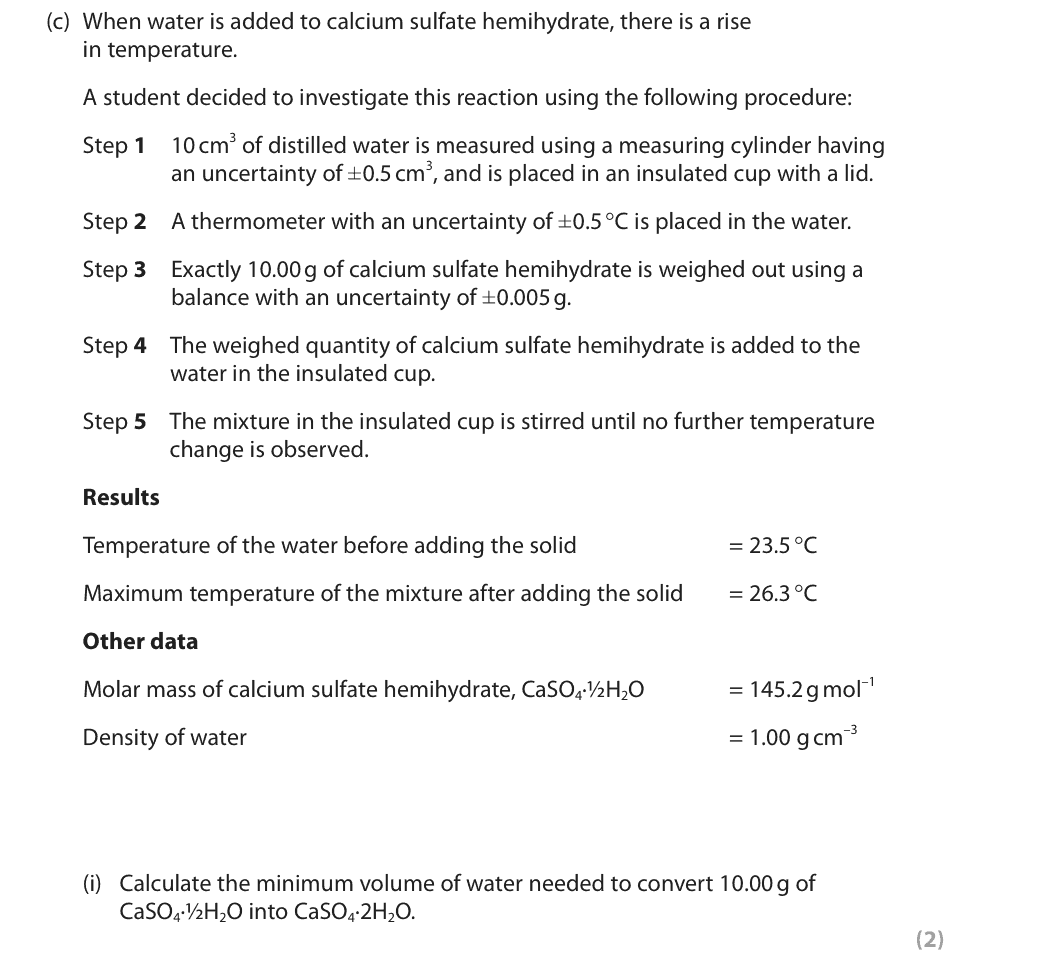 (c) When water is added to calcium sulfate hemihydrate, there is a rise
in temperature.
A student decided to investigate this reaction using the following procedure:
Step 1 10 cm³ of distilled water is measured using a measuring cylinder having
an uncertainty of ±0.5 cm³, and is placed in an insulated cup with a lid.
Step 2 A thermometer with an uncertainty of ±0.5 °C is placed in the water.
Step 3 Exactly 10.00 g of calcium sulfate hemihydrate is weighed out using a
balance with an uncertainty of ±0.005 g.
Step 4 The weighed quantity of calcium sulfate hemihydrate is added to the
water in the insulated cup.
Step 5 The mixture in the insulated cup is stirred until no further temperature
change is observed.
Results
Temperature of the water before adding the solid = 23.5 °C
Maximum temperature of the mixture after adding the solid = 26.3 °C
Other data
Molar mass of calcium sulfate hemihydrate, CaSO₄·½H₂O = 145.2 g mol⁻¹
Density of water = 1.00 g cm⁻³
(i) Calculate the minimum volume of water needed to convert 10.00 g of
CaSO₄·½H₂O into CaSO₄·2H₂O.
(2)